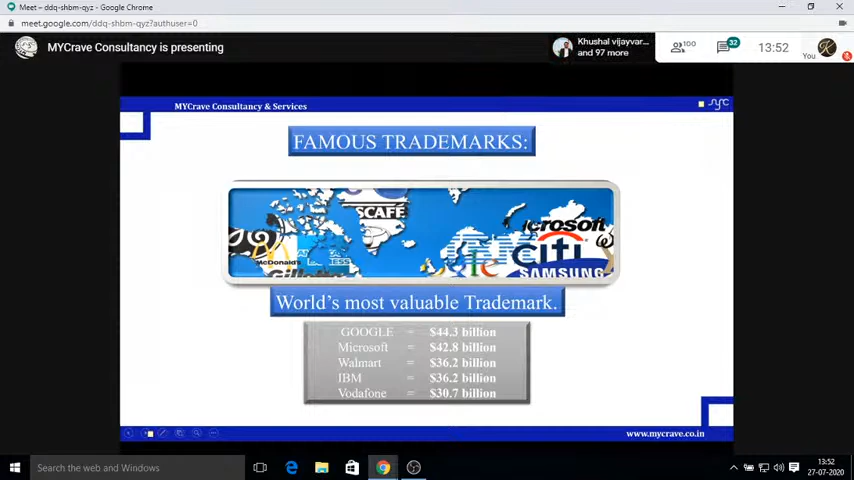 Meet – ddq-shbm-qyz - Google Chrome
meet.google.com/ddq-shbm-qyz?authuser=0
MYCrave Consultancy is presenting
Khushal vijayvar...
and 97 more
100
32
13:52
You
MYCrave Consultancy & Services
FAMOUS TRADEMARKS:
SCAFÉ
icrosoft
McDonald's
citi
Gillette
SAMSUNG
World's most valuable Trademark.
GOOGLE = $44.3 billion
Microsoft = $42.8 billion
Walmart = $36.2 billion
IBM = $36.2 billion
Vodafone = $30.7 billion
www.mycrave.co.in
Search the web and Windows
13:52
27-07-2020